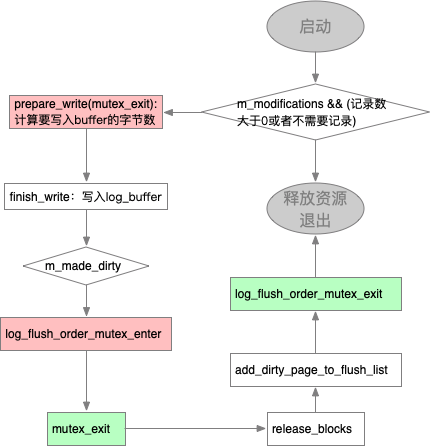 启动
m_modifications && (记录数
大于0或者不需要记录)
prepare_write(mutex_exit):
计算要写入buffer的字节数
finish_write：写入log_buffer
m_made_dirty
log_flush_order_mutex_enter
mutex_exit
release_blocks
add_dirty_page_to_flush_list
log_flush_order_mutex_exit
释放资源
退出